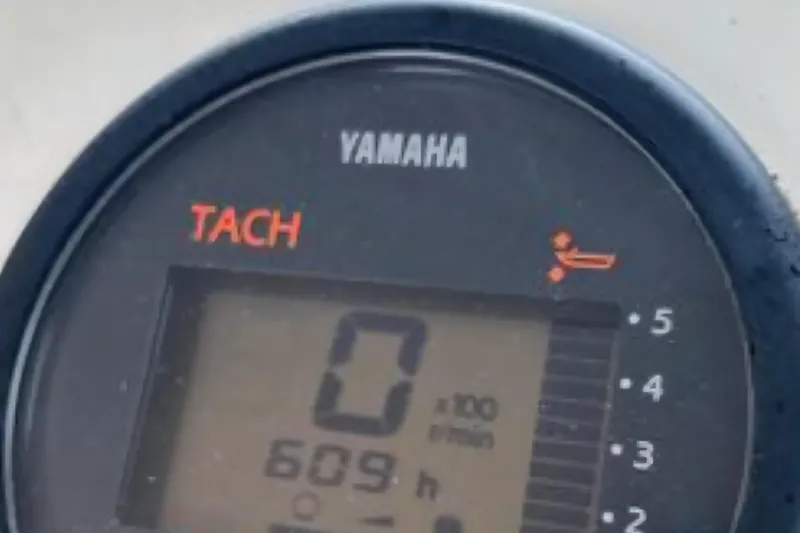 YAMAHA
TACH
5
0
x100
r/min
4
609 h
3
2